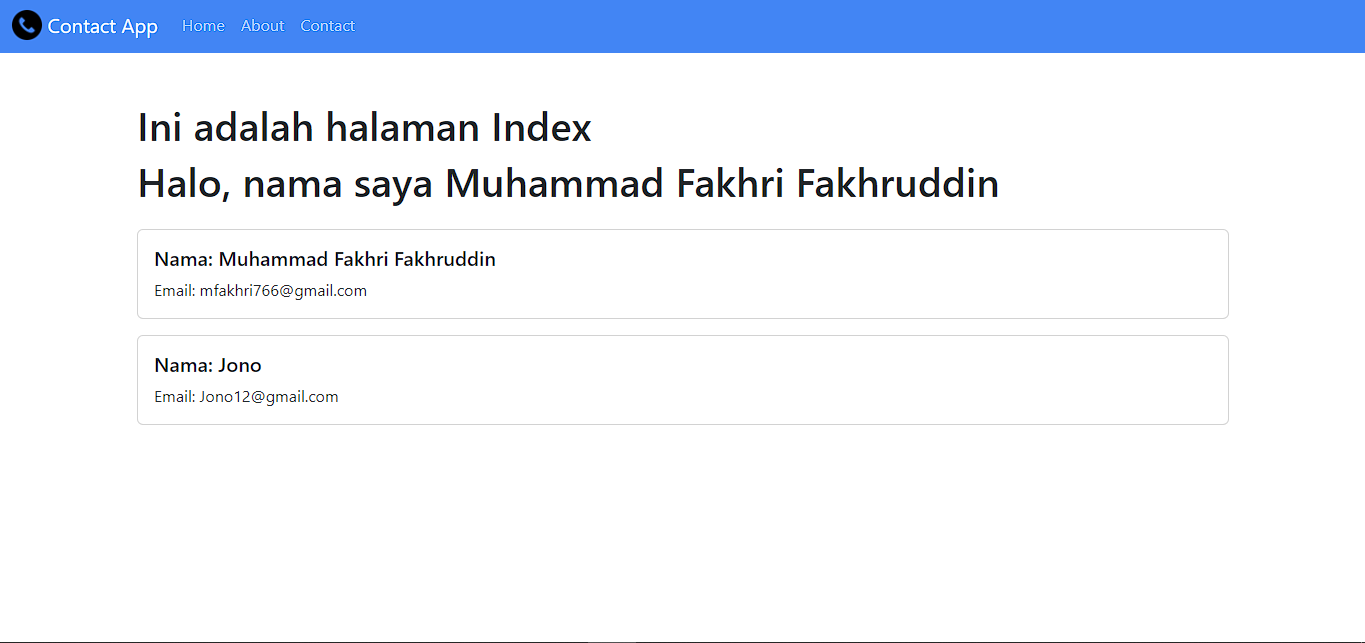 Contact App Home About Contact
Ini adalah halaman Index
Halo, nama saya Muhammad Fakhri Fakhruddin
Nama: Muhammad Fakhri Fakhruddin
Email: mfakhri766@gmail.com
Nama: Jono
Email: Jono12@gmail.com